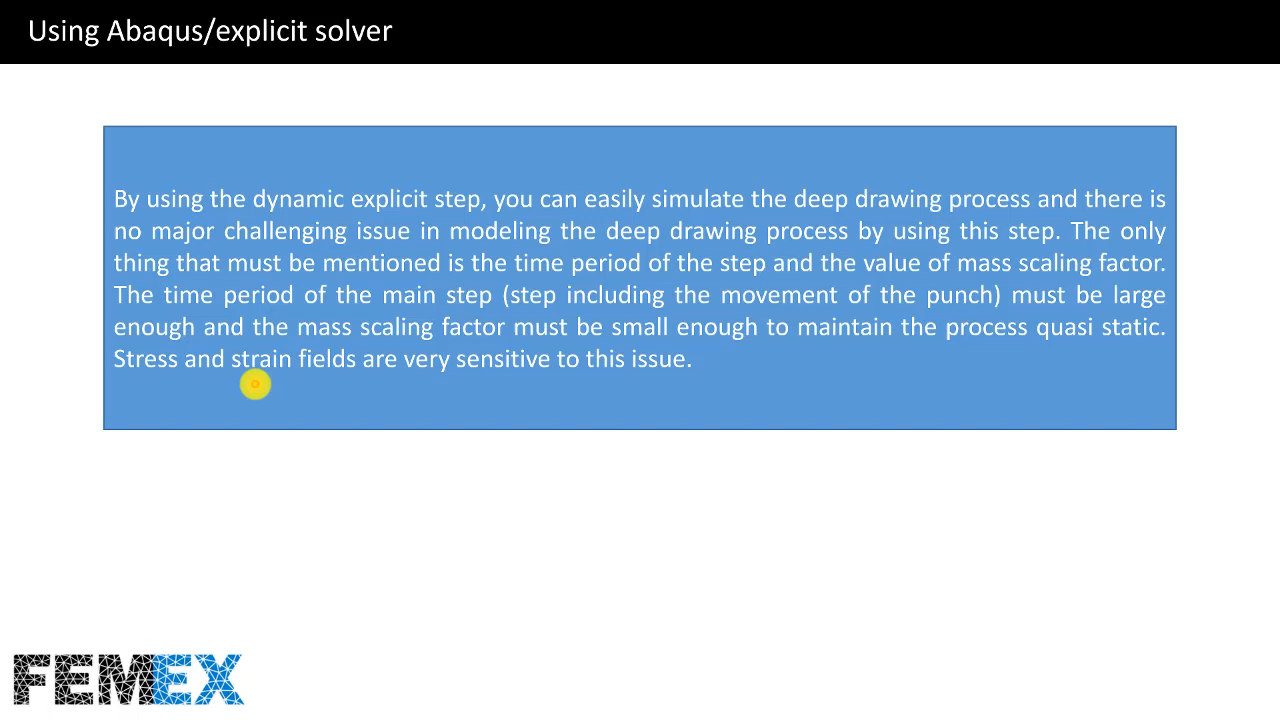 Using Abaqus/explicit solver
By using the dynamic explicit step, you can easily simulate the deep drawing process and there is
no major challenging issue in modeling the deep drawing process by using this step. The only
thing that must be mentioned is the time period of the step and the value of mass scaling factor.
The time period of the main step (step including the movement of the punch) must be large
enough and the mass scaling factor must be small enough to maintain the process quasi static.
Stress and strain fields are very sensitive to this issue.
FEMEX